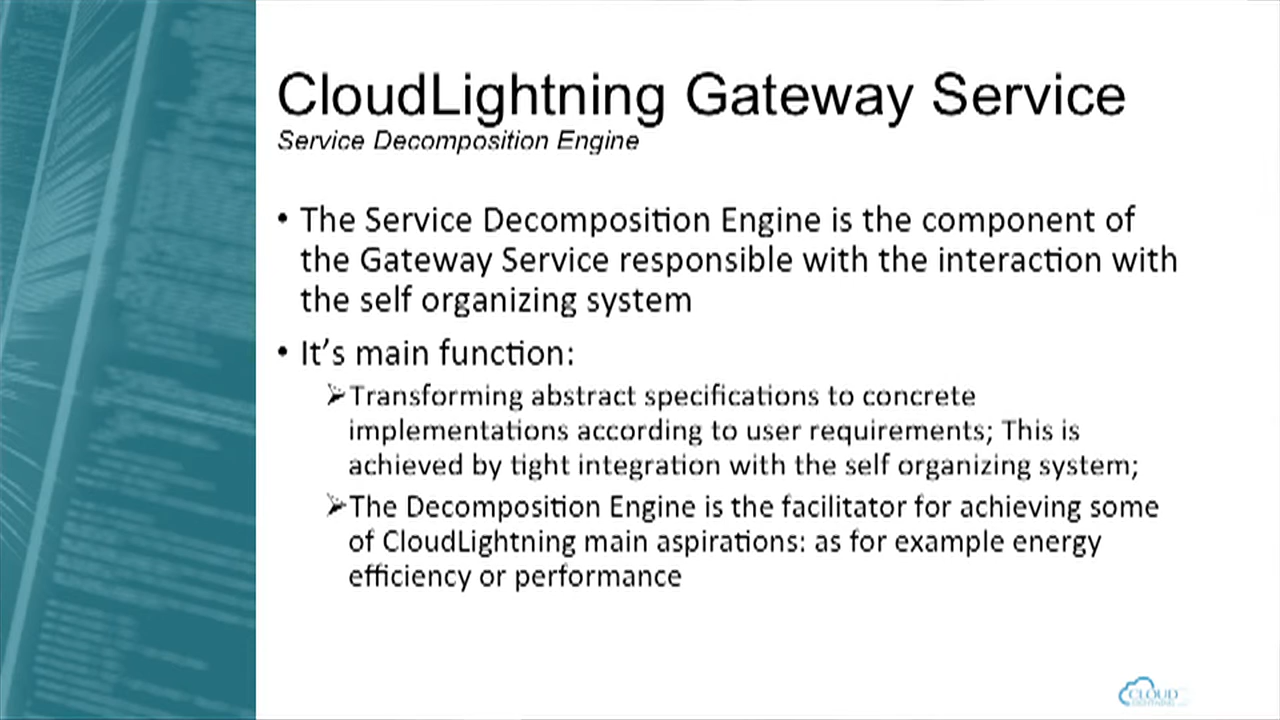 CloudLightning Gateway Service
Service Decomposition Engine
• The Service Decomposition Engine is the component of
the Gateway Service responsible with the interaction with
the self organizing system
• It's main function:
➢Transforming abstract specifications to concrete
implementations according to user requirements; This is
achieved by tight integration with the self organizing system;
➢The Decomposition Engine is the facilitator for achieving some
of CloudLightning main aspirations: as for example energy
efficiency or performance
CLOUD
LIGHTNING